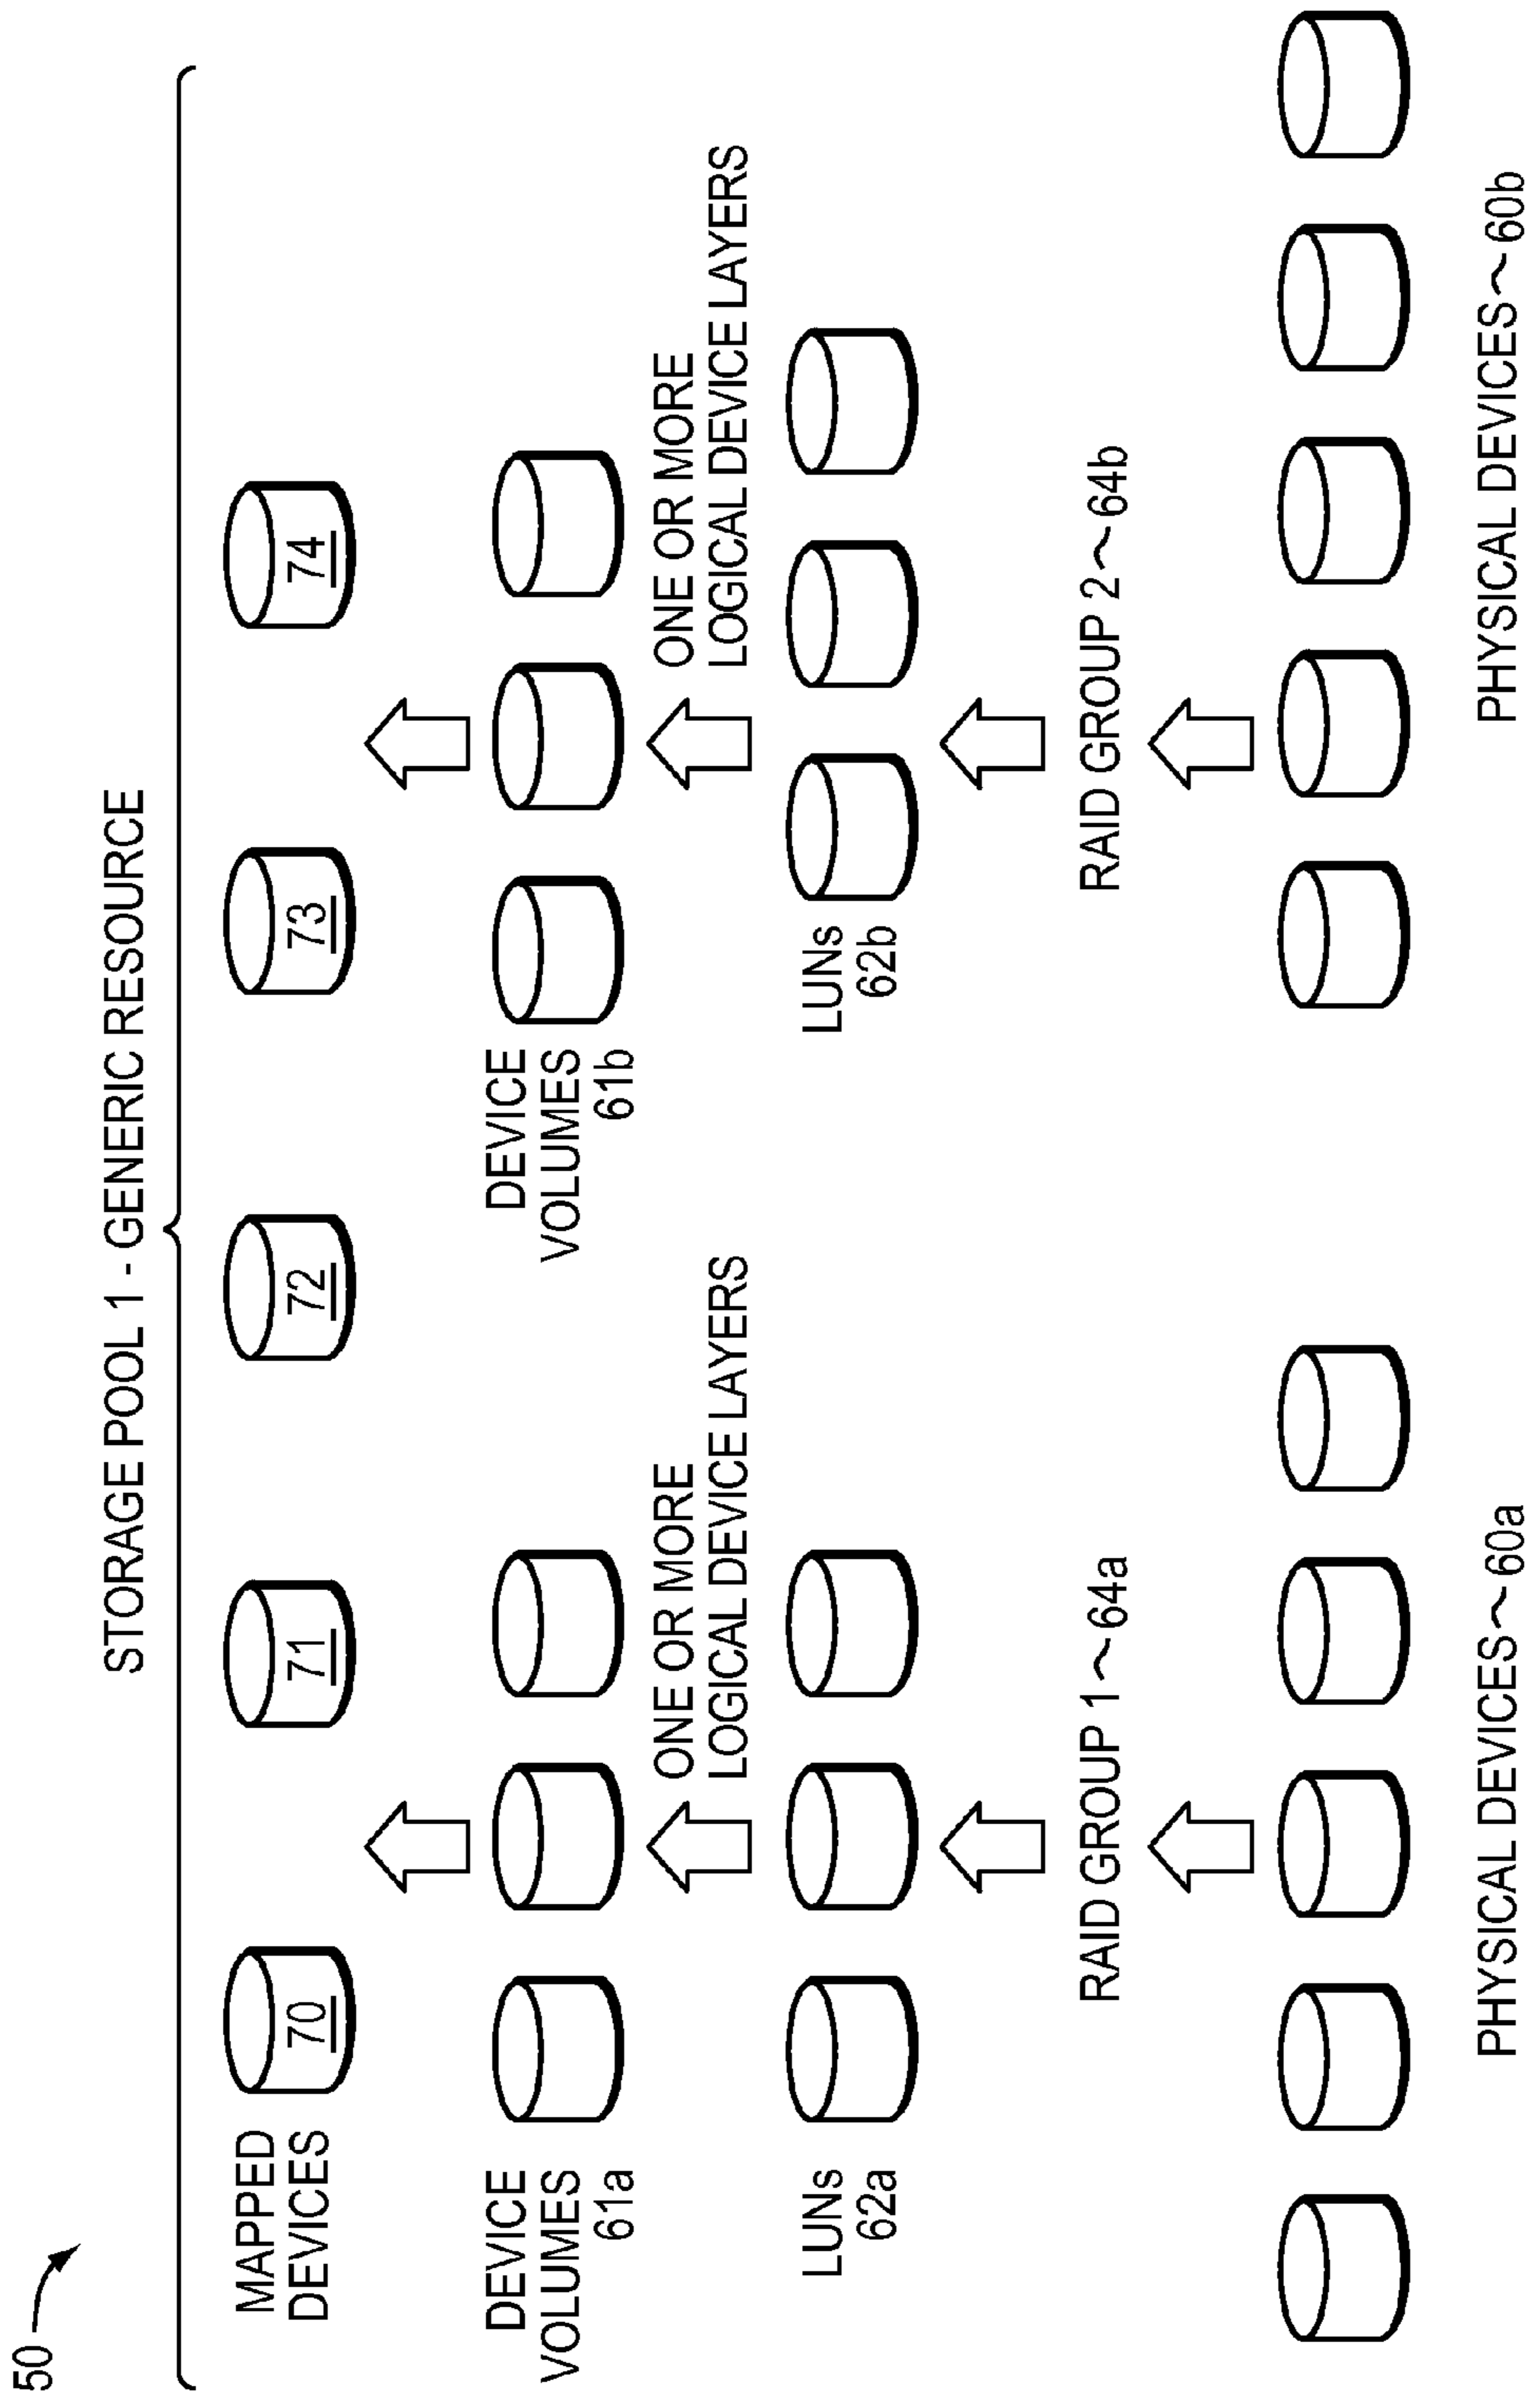 50
STORAGE POOL 1 - GENERIC RESOURCE
MAPPED
DEVICES
70
71
72
73
74
DEVICE
VOLUMES
61a
DEVICE
VOLUMES
61b
ONE OR MORE
LOGICAL DEVICE LAYERS
ONE OR MORE
LOGICAL DEVICE LAYERS
LUNs
62a
LUNs
62b
RAID GROUP 1~64a
RAID GROUP 2~64b
PHYSICAL DEVICES~60a
PHYSICAL DEVICES~60b